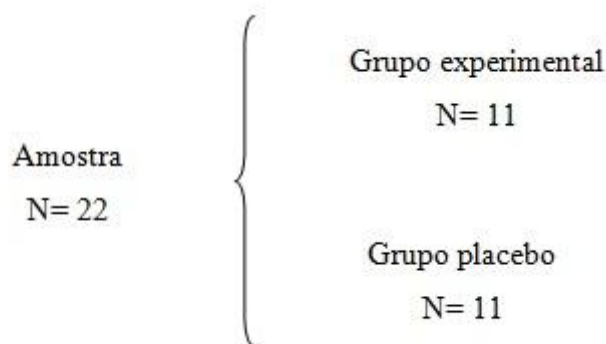 Amostra
N= 22
Grupo experimental
N= 11
Grupo placebo
N= 11